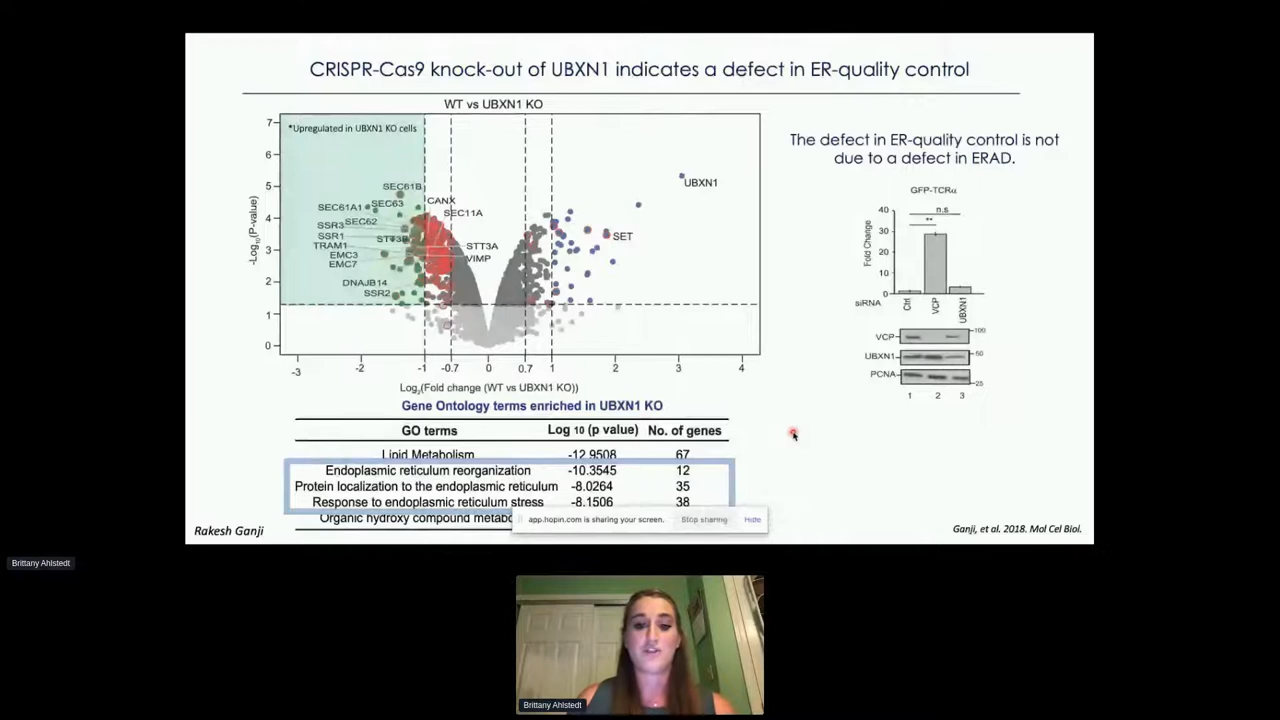 CRISPR-Cas9 knock-out of UBXN1 indicates a defect in ER-quality control
WT vs UBXN1 KO
*Upregulated in UBXN1 KO cells
7
6
5
4
3
2
1
0
-Log10(P-value)
SEC61B
SEC61A1
SEC63
CANX
SEC11A
SSR3
SEC62
SSR1
STT3B
TRAM1
STT3A
EMC3
VIMP
EMC7
DNAJB14
SSR2
UBXN1
SET
-3
-2
-1
-0.7
0
0.7
1
2
3
4
Log2(Fold change (WT vs UBXN1 KO))
The defect in ER-quality control is not
due to a defect in ERAD.
GFP-TCRα
n.s
**
40
30
20
10
0
Fold Change
siRNA
Ctrl
VCP
UBXN1
VCP
-100
UBXN1
-50
PCNA
-25
1 2 3
Gene Ontology terms enriched in UBXN1 KO
GO terms Log 10 (p value) No. of genes
Lipid Metabolism -12.9508 67
Endoplasmic reticulum reorganization -10.3545 12
Protein localization to the endoplasmic reticulum -8.0264 35
Response to endoplasmic reticulum stress -8.1506 38
Organic hydroxy compound metabo
app.hopin.com is sharing your screen. Stop sharing Hide
Rakesh Ganji
Ganji, et al. 2018. Mol Cel Biol.
Brittany Ahlstedt
Brittany Ahlstedt